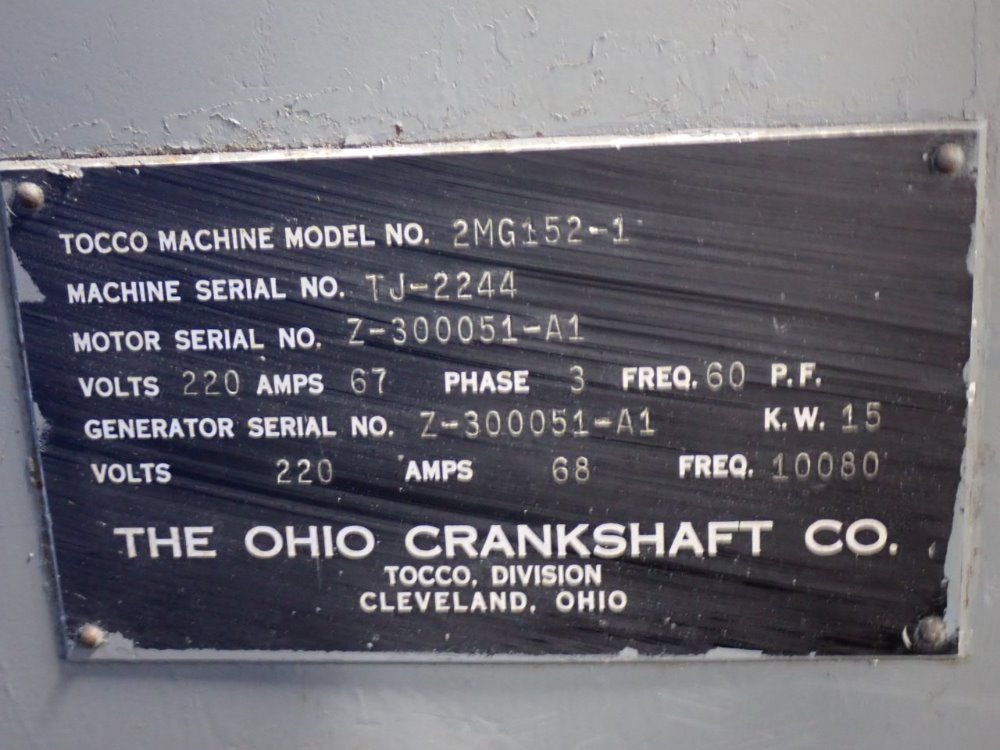 TOCCO MACHINE MODEL NO. 2MG152-1
MACHINE SERIAL NO. TJ-2244
MOTOR SERIAL NO. Z-300051-A1
VOLTS 220 AMPS 67 PHASE 3 FREQ. 60 P.F.
GENERATOR SERIAL NO. Z-300051-A1 K.W. 15
VOLTS 220 AMPS 68 FREQ. 10080
THE OHIO CRANKSHAFT CO.
TOCCO, DIVISION
CLEVELAND, OHIO